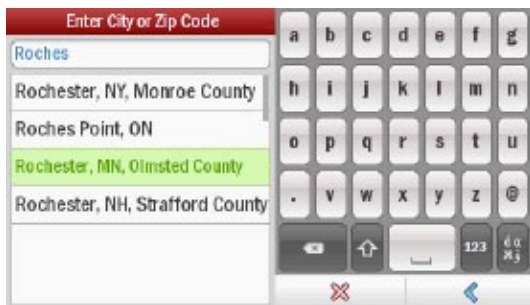 Enter City or Zip Code
Roches
Rochester, NY, Monroe County
Roches Point, ON
Rochester, MN, Olmsted County
Rochester, NH, Strafford County
a b c d e f g
h i j k l m n
o p q r s t u
. v w x y z @
123